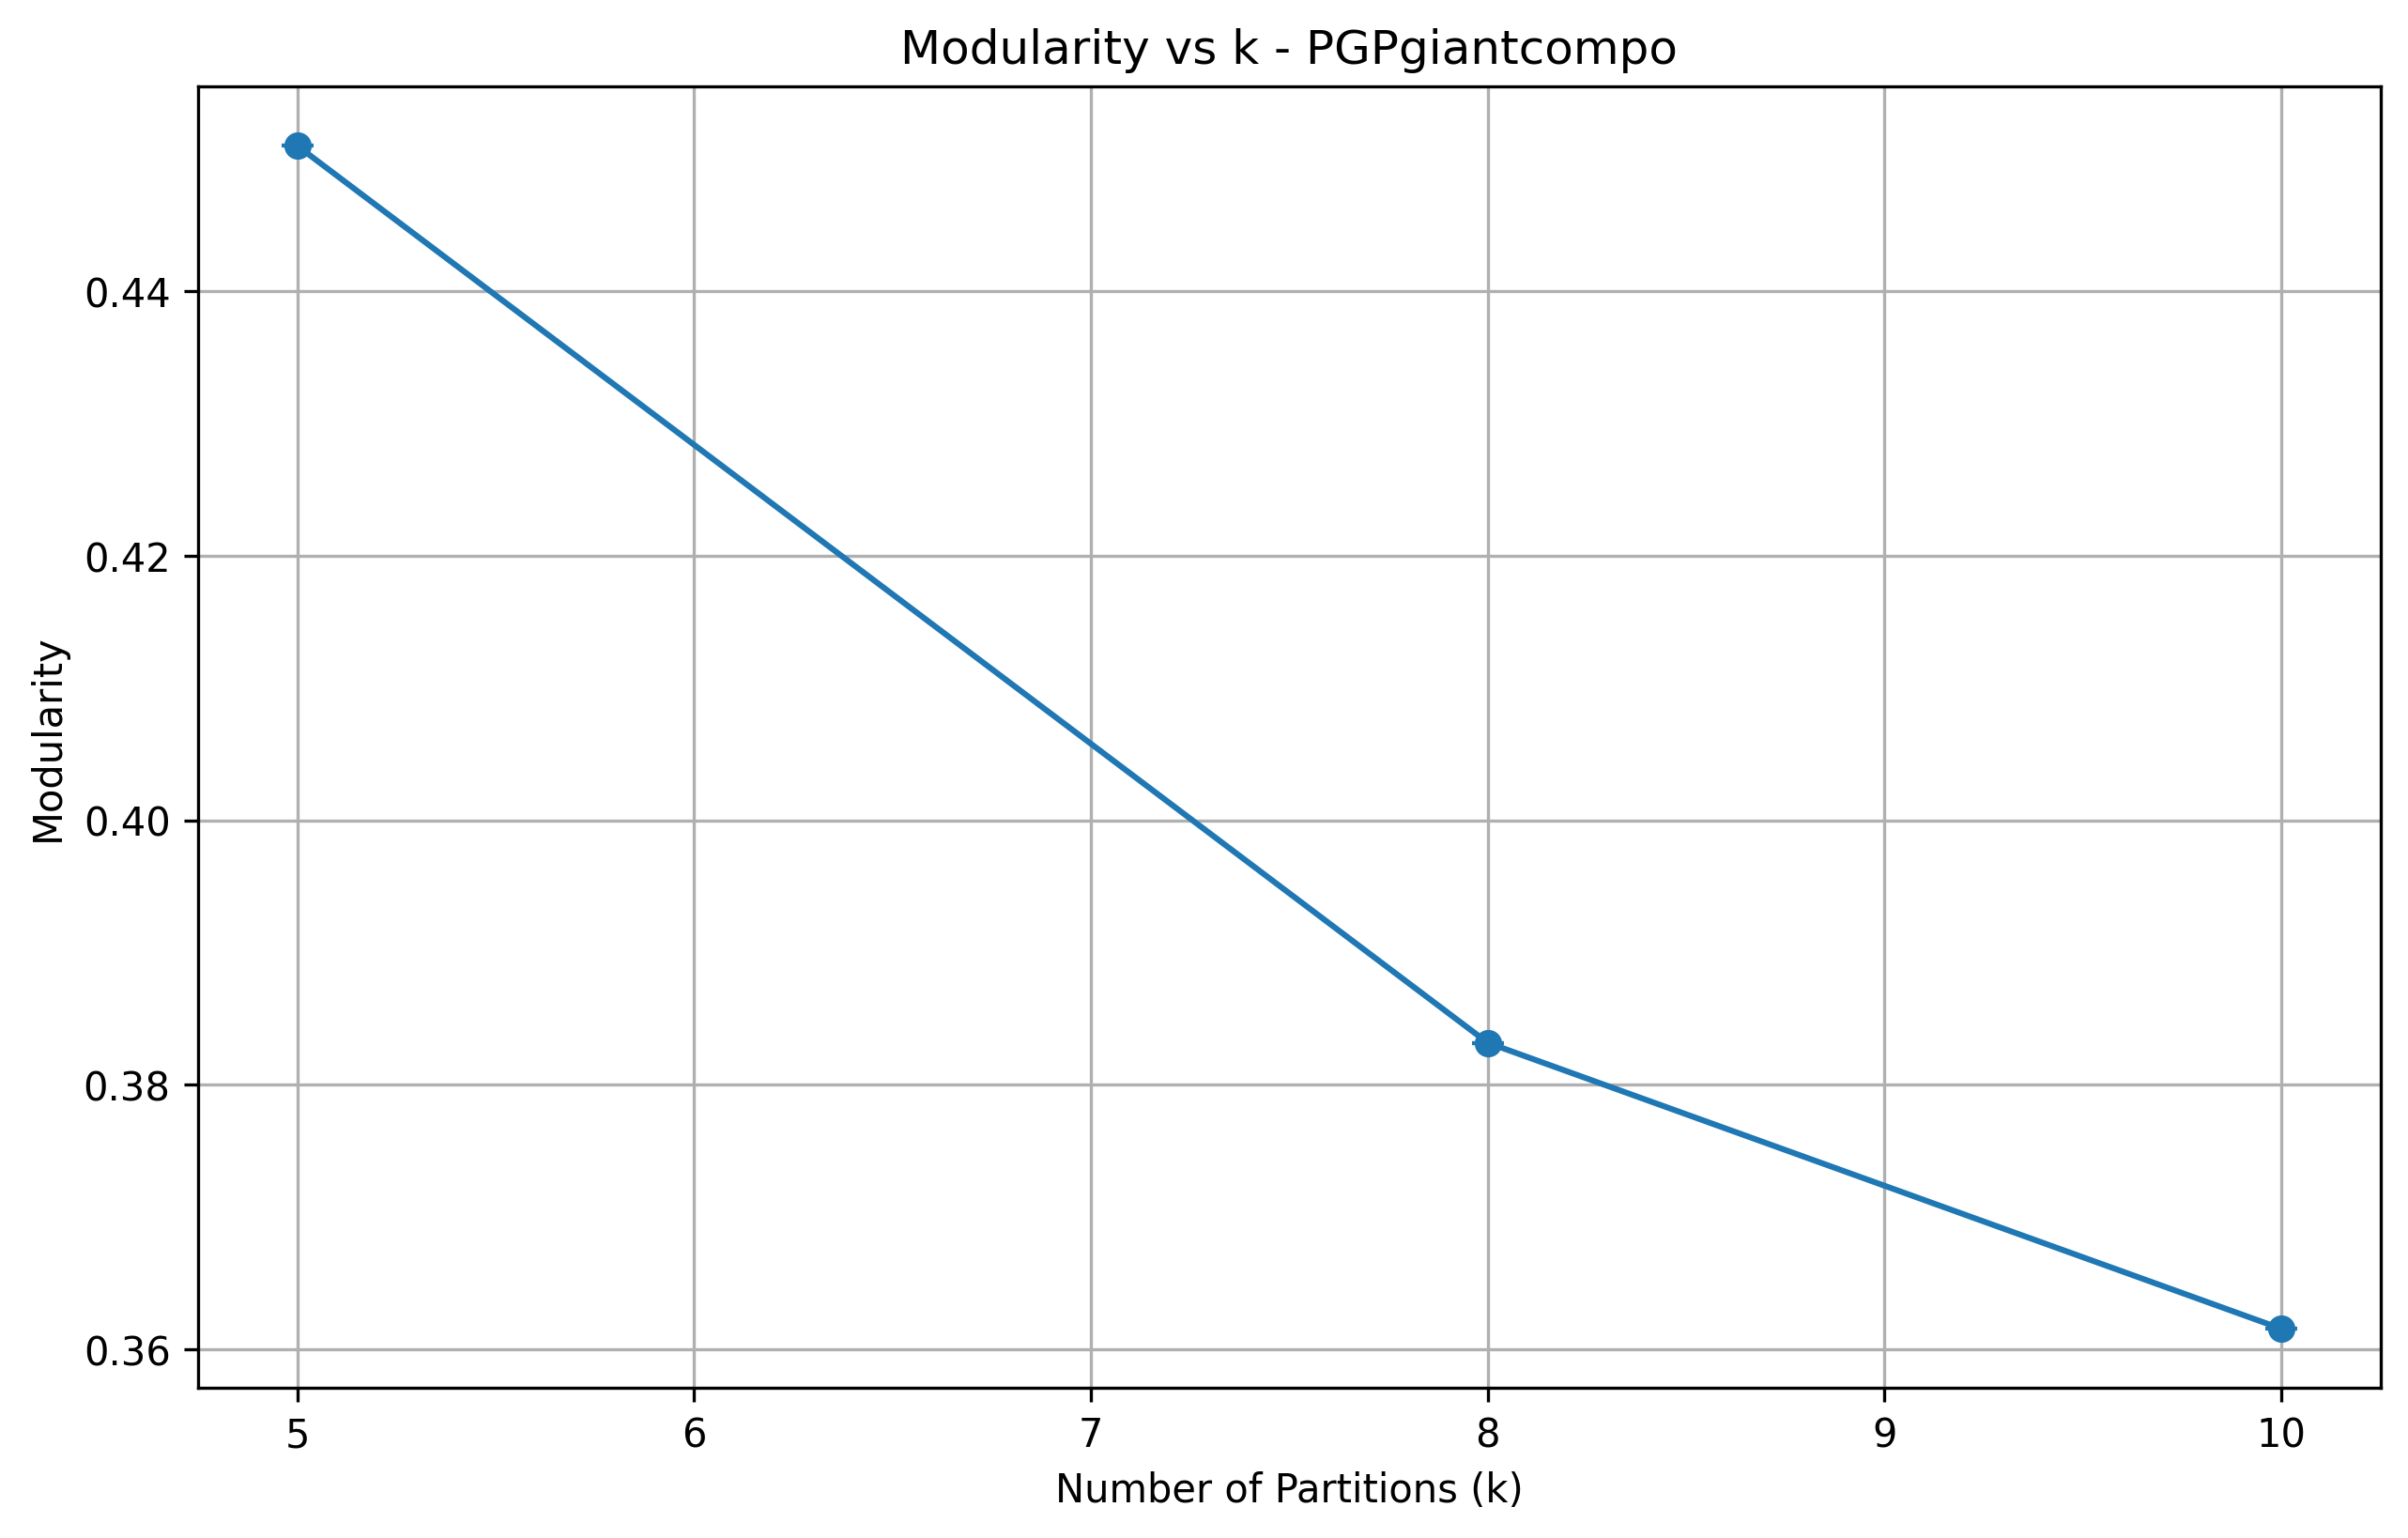 Modularity vs k - PGPgiantcompo
Modularity
0.44
0.42
0.40
0.38
0.36
5 6 7 8 9 10
Number of Partitions (k)